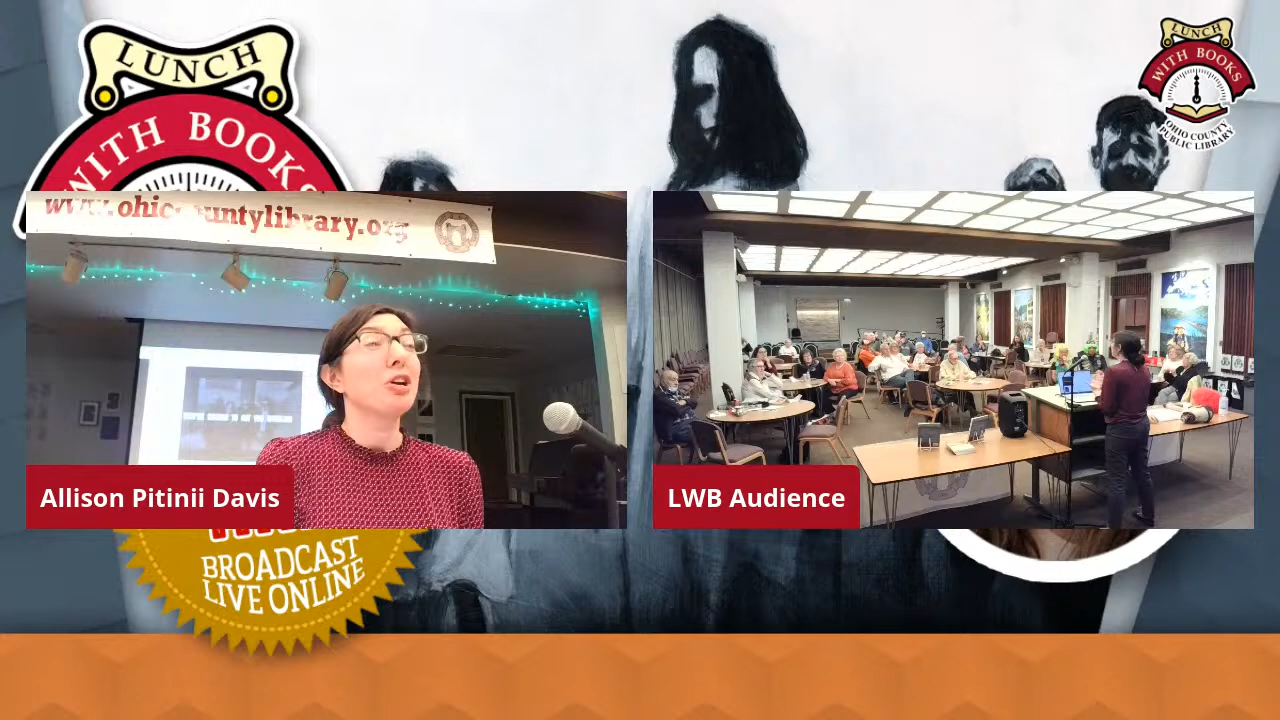 LUNCH
WITH BOOKS
LUNCH
WITH BOOKS
OHIO COUNTY
PUBLIC LIBRARY
www.ohiocountylibrary.org
Allison Pitinii Davis
LWB Audience
BROADCAST
LIVE ONLINE